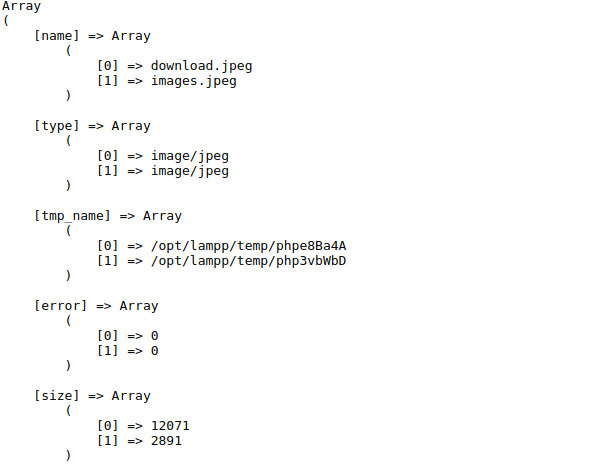 Array
(
    [name] => Array
        (
            [0] => download.jpeg
            [1] => images.jpeg
        )

    [type] => Array
        (
            [0] => image/jpeg
            [1] => image/jpeg
        )

    [tmp_name] => Array
        (
            [0] => /opt/lampp/temp/phpe8Ba4A
            [1] => /opt/lampp/temp/php3vbWbD
        )

    [error] => Array
        (
            [0] => 0
            [1] => 0
        )

    [size] => Array
        (
            [0] => 12071
            [1] => 2891
        )